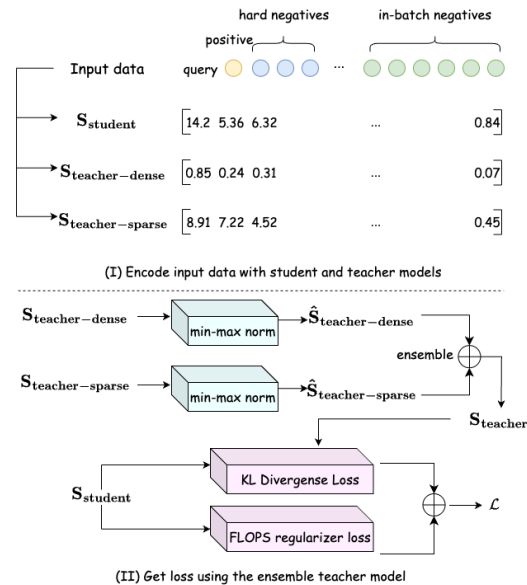 hard negatives
in-batch negatives
positive
Input data query ...
S_student [14.2 5.36 6.32 ... 0.84]
S_teacher−dense [0.85 0.24 0.31 ... 0.07]
S_teacher−sparse [8.91 7.22 4.52 ... 0.45]
(I) Encode input data with student and teacher models
S_teacher−dense min-max norm Ŝ_teacher−dense
ensemble
S_teacher−sparse min-max norm Ŝ_teacher−sparse
S_teacher
KL Divergense Loss
S_student ℒ
FLOPS regularizer loss
(II) Get loss using the ensemble teacher model